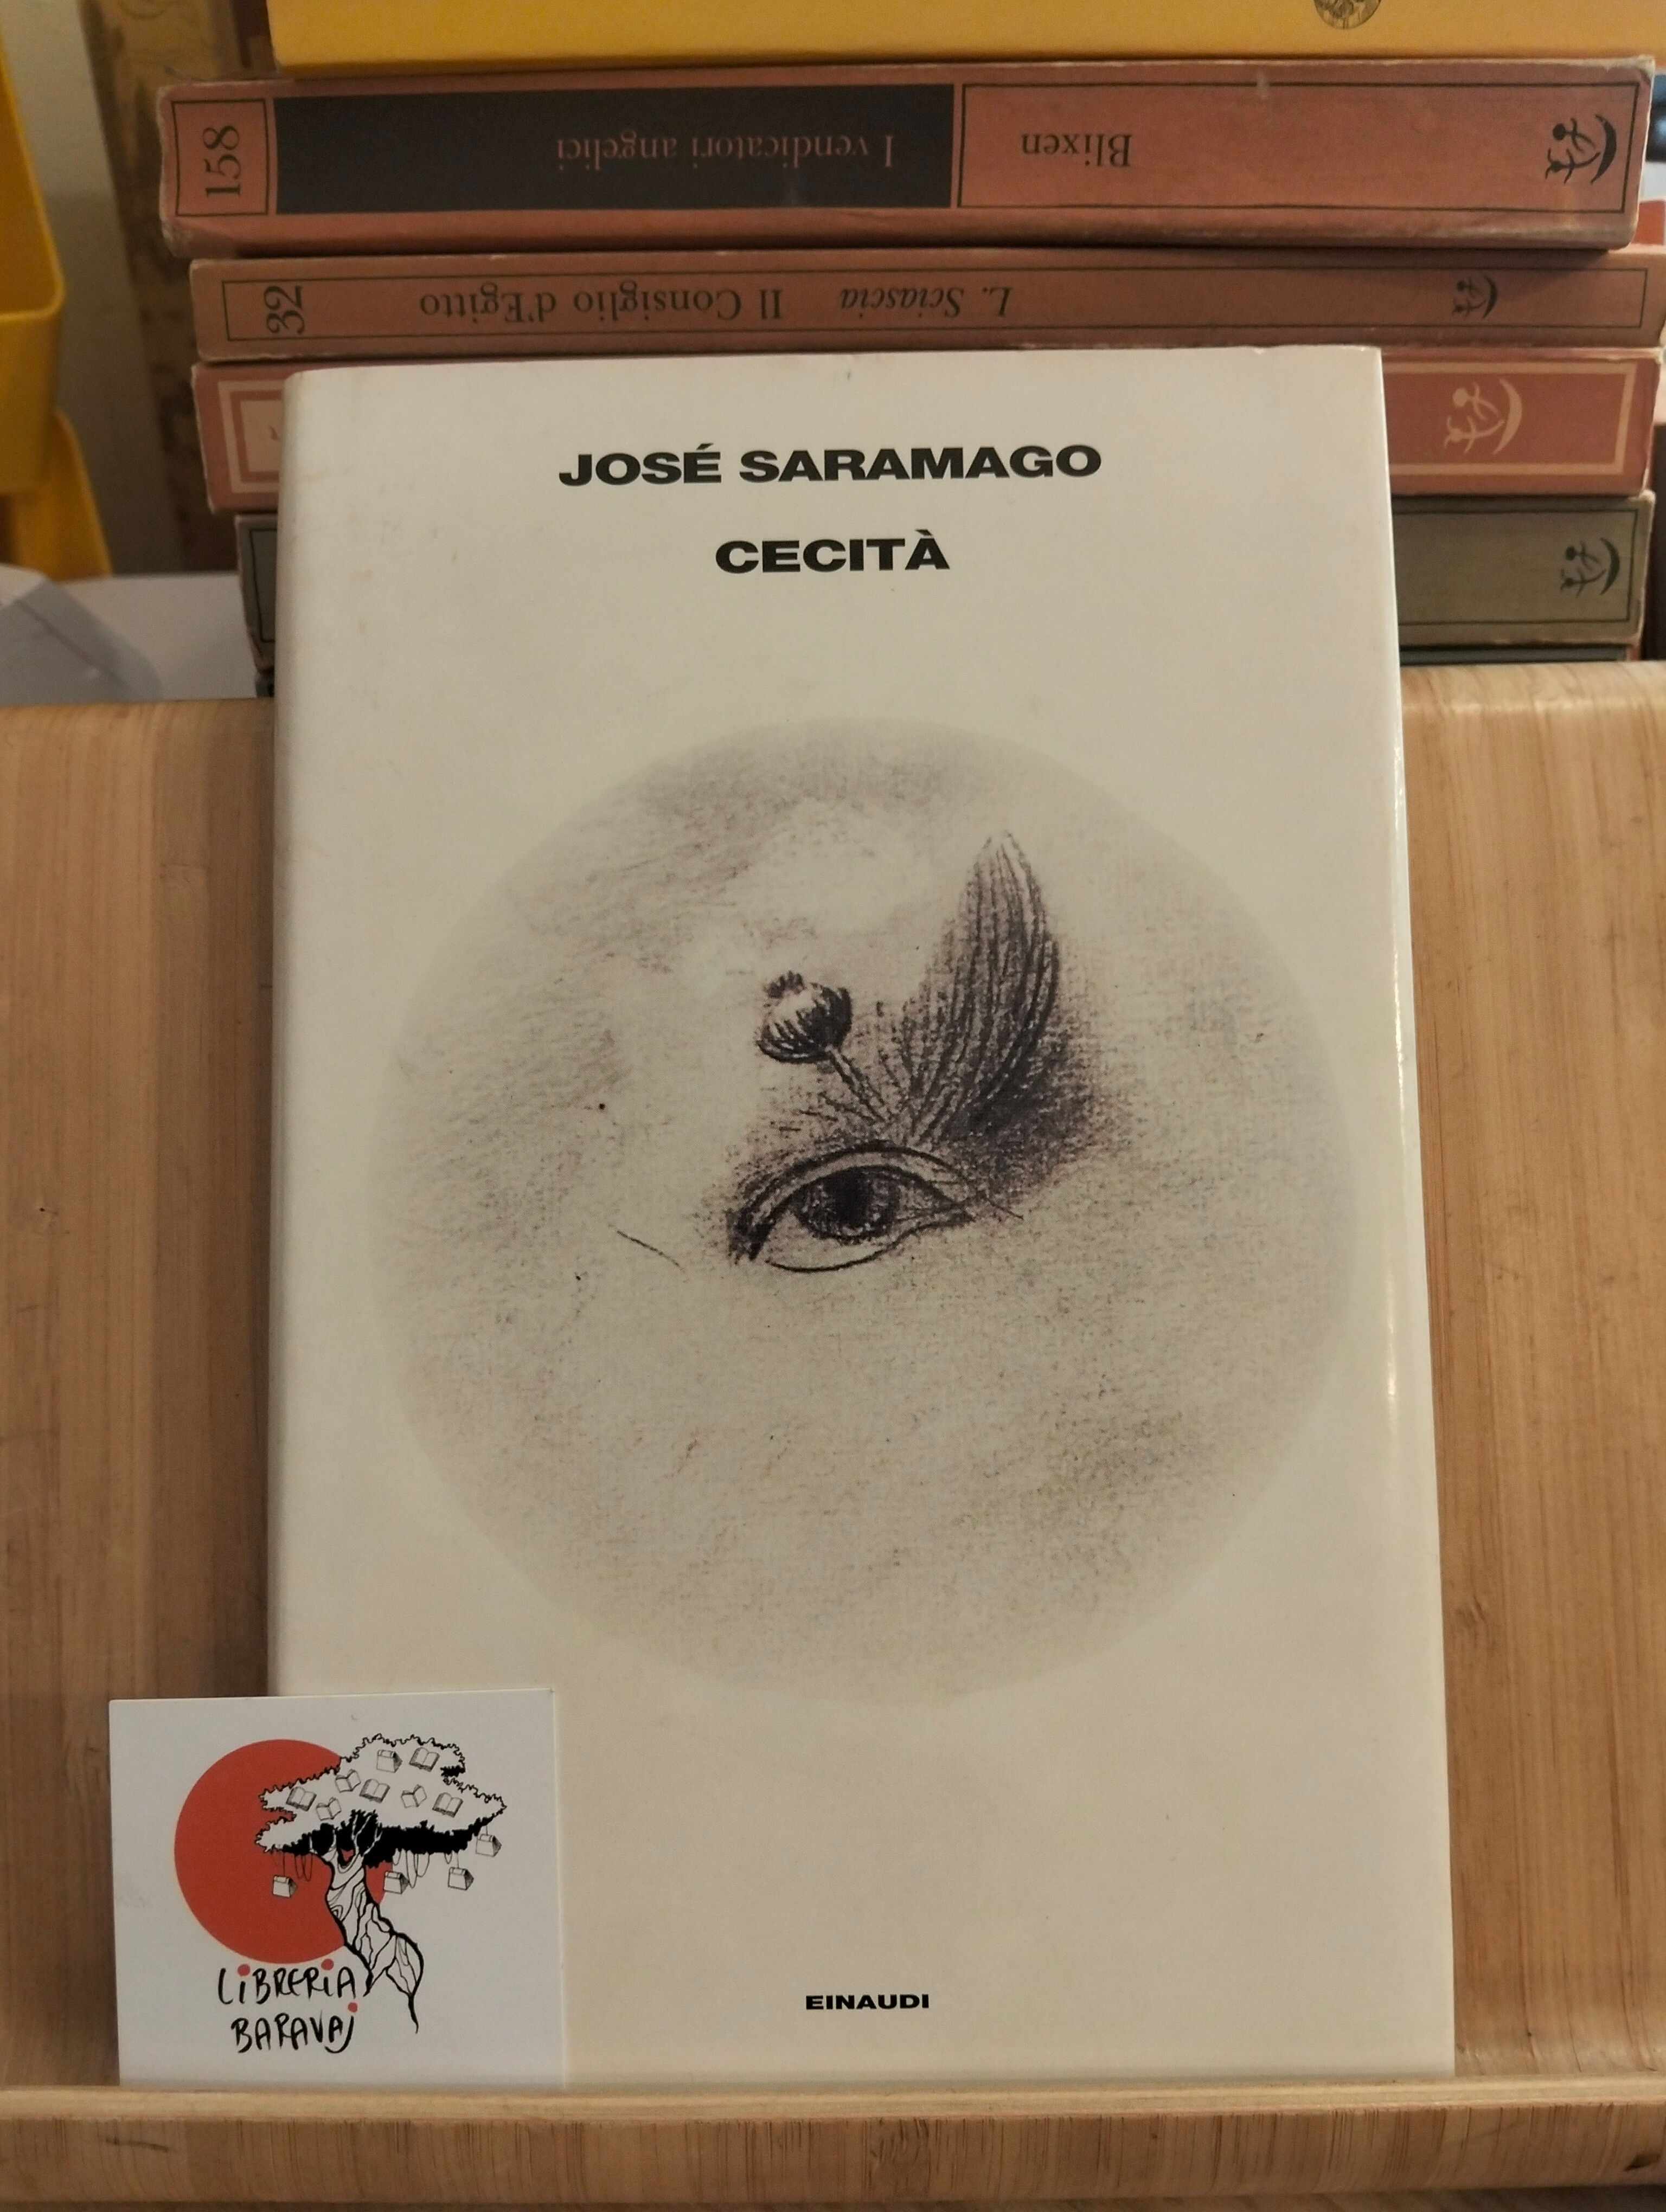 158 I vendicatori angelici Blixen
32 Il Consiglio d'Egitto L. Sciascia
JOSÉ SARAMAGO
CECITÀ
EINAUDI
LIBRERIA
BARAVAJ